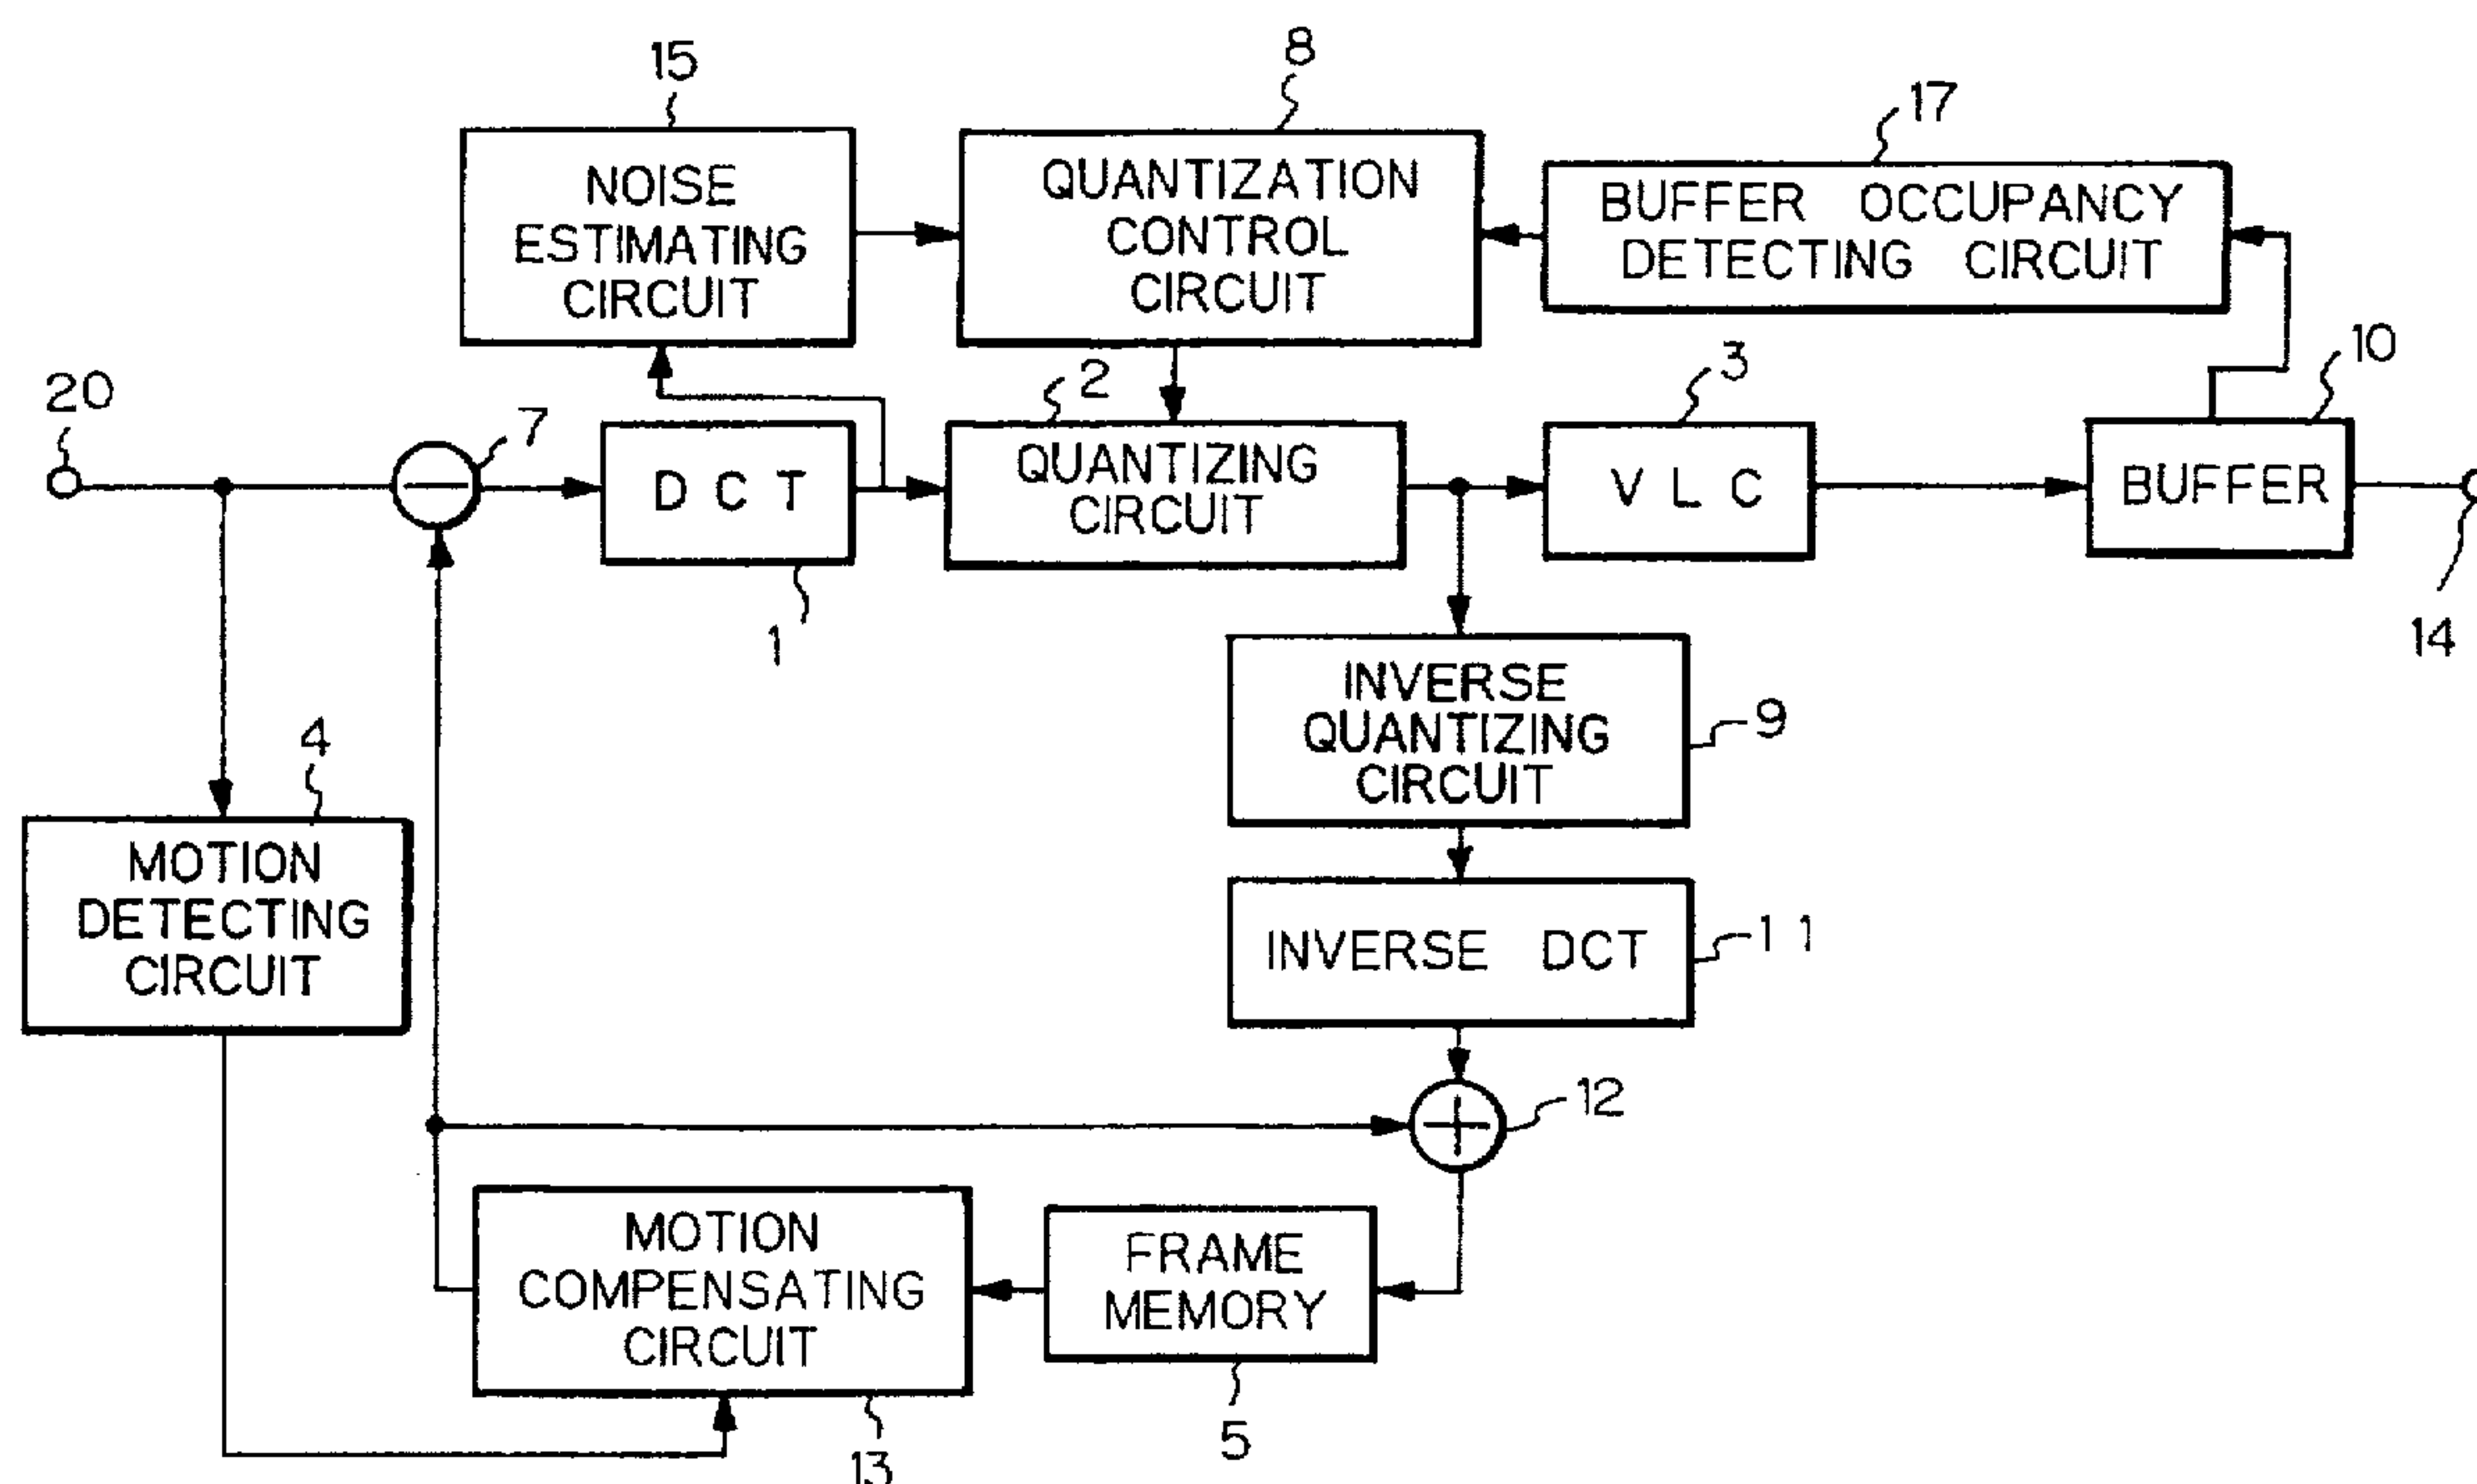 15
8
17
NOISE
ESTIMATING
CIRCUIT
QUANTIZATION
CONTROL
CIRCUIT
BUFFER OCCUPANCY
DETECTING CIRCUIT
20
7
2
3
10
D C T
QUANTIZING
CIRCUIT
V L C
BUFFER
1
14
4
INVERSE
QUANTIZING
CIRCUIT
9
MOTION
DETECTING
CIRCUIT
INVERSE DCT
11
12
MOTION
COMPENSATING
CIRCUIT
FRAME
MEMORY
13
5